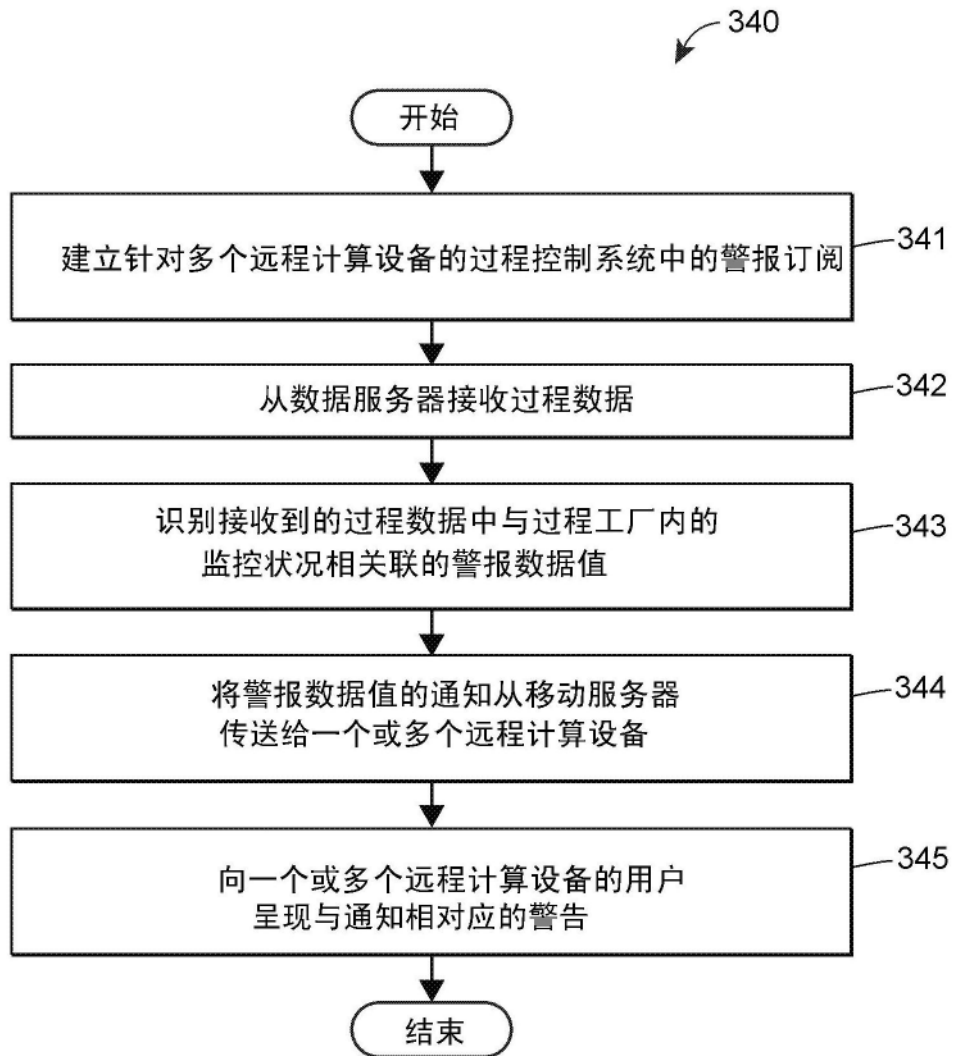 340
开始
建立针对多个远程计算设备的过程控制系统中的警报订阅
341
从数据服务器接收过程数据
342
识别接收到的过程数据中与过程工厂内的
监控状况相关联的警报数据值
343
将警报数据值的通知从移动服务器
传送给一个或多个远程计算设备
344
向一个或多个远程计算设备的用户
呈现与通知相对应的警告
345
结束